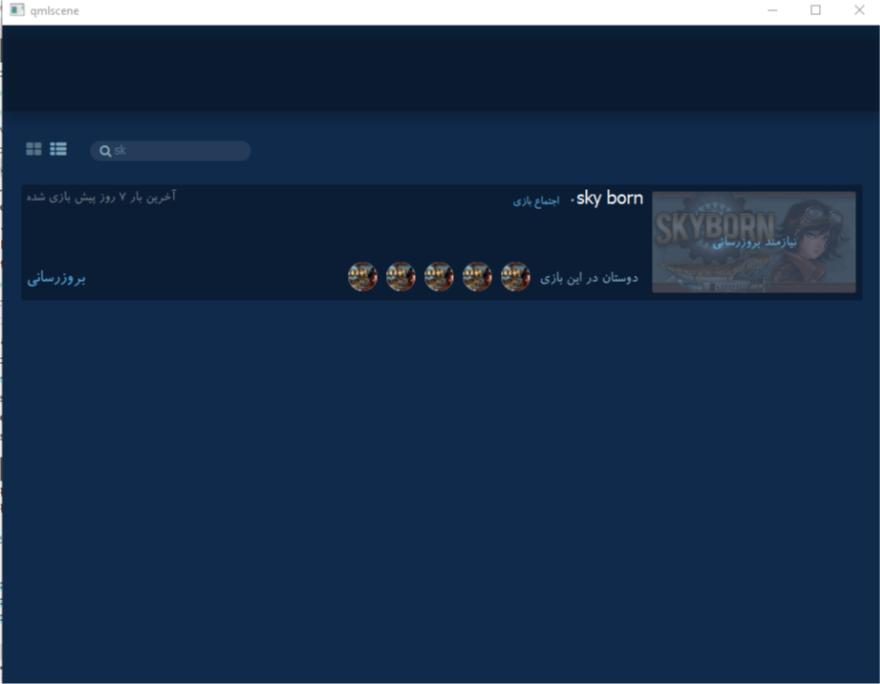 qmlscene
sk
sky born · اجتماع بازی
آخرین بار ۷ روز پیش بازی شده
SKYBORN
نیازمند بروزرسانی
دوستان در این بازی
بروزرسانی